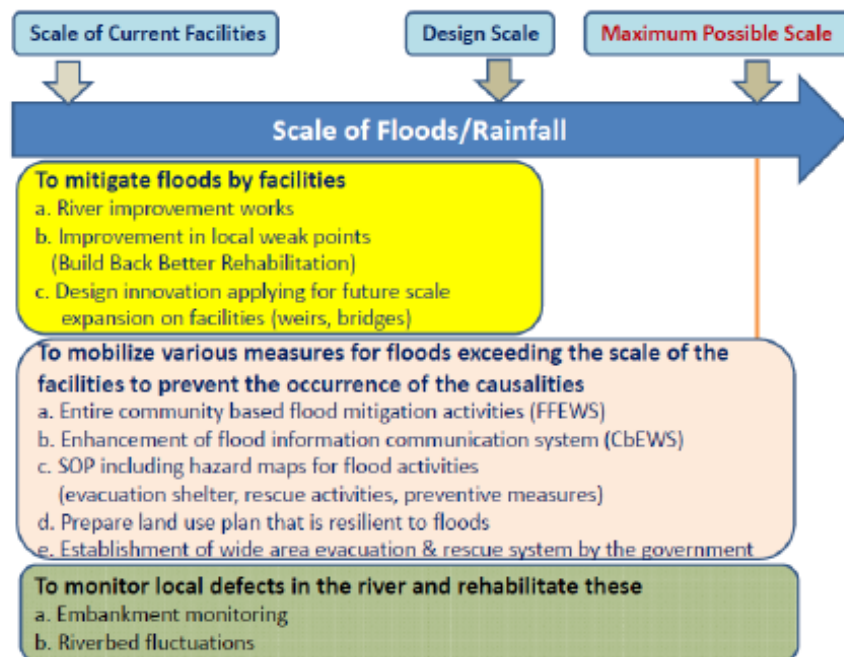 Scale of Current Facilities
Design Scale
Maximum Possible Scale
Scale of Floods/Rainfall
To mitigate floods by facilities
a. River improvement works
b. Improvement in local weak points
(Build Back Better Rehabilitation)
c. Design innovation applying for future scale
expansion on facilities (weirs, bridges)
To mobilize various measures for floods exceeding the scale of the
facilities to prevent the occurrence of the causalities
a. Entire community based flood mitigation activities (FFEWS)
b. Enhancement of flood information communication system (CbEWS)
c. SOP including hazard maps for flood activities
(evacuation shelter, rescue activities, preventive measures)
d. Prepare land use plan that is resilient to floods
e. Establishment of wide area evacuation & rescue system by the government
To monitor local defects in the river and rehabilitate these
a. Embankment monitoring
b. Riverbed fluctuations